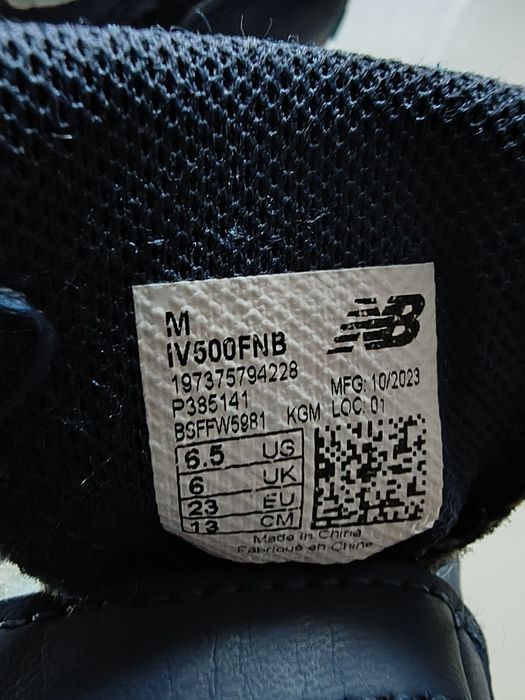 M
NB
IV500FNB
197375794228
MFG: 10/2023
P385141
KGM LOC: 01
BSFFW5981
6.5 US
6 UK
23 EU
13 CM
Made in China
Fabriqué en Chine